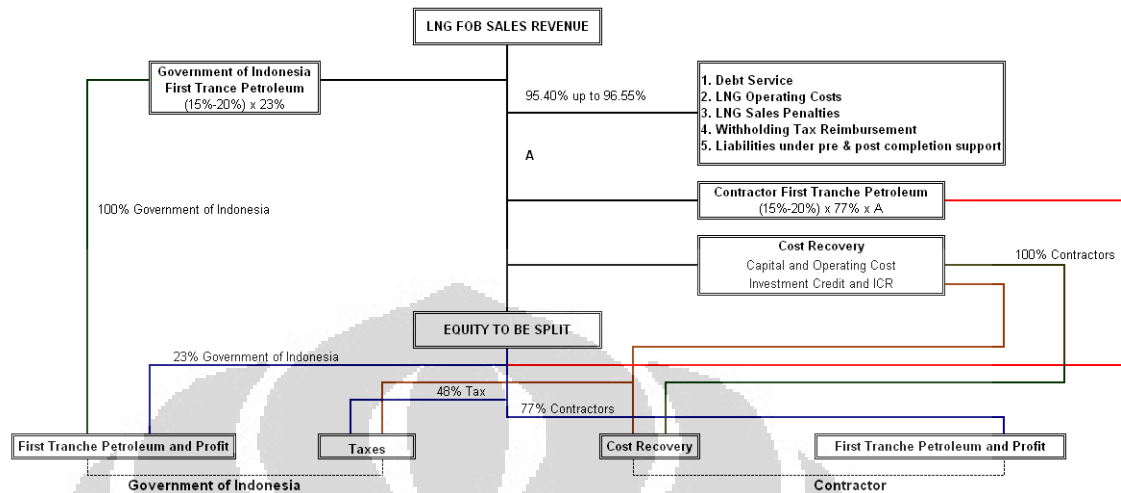 LNG FOB SALES REVENUE
Government of Indonesia
First Trance Petroleum
(15%-20%) x 23%
95.40% up to 96.55%
1. Debt Service
2. LNG Operating Costs
3. LNG Sales Penalties
4. Withholding Tax Reimbursement
5. Liabilities under pre & post completion support
A
100% Government of Indonesia
Contractor First Tranche Petroleum
(15%-20%) x 77% x A
Cost Recovery
Capital and Operating Cost
Investment Credit and ICR
100% Contractors
EQUITY TO BE SPLIT
23% Government of Indonesia
48% Tax
77% Contractors
First Tranche Petroleum and Profit
Taxes
Cost Recovery
First Tranche Petroleum and Profit
Government of Indonesia
Contractor